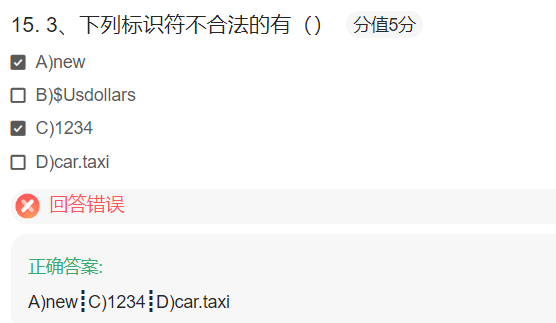 15. 3、下列标识符不合法的有（） 分值5分
A)new
B)$Usdollars
C)1234
D)car.taxi
回答错误
正确答案:
A)new┋C)1234┋D)car.taxi